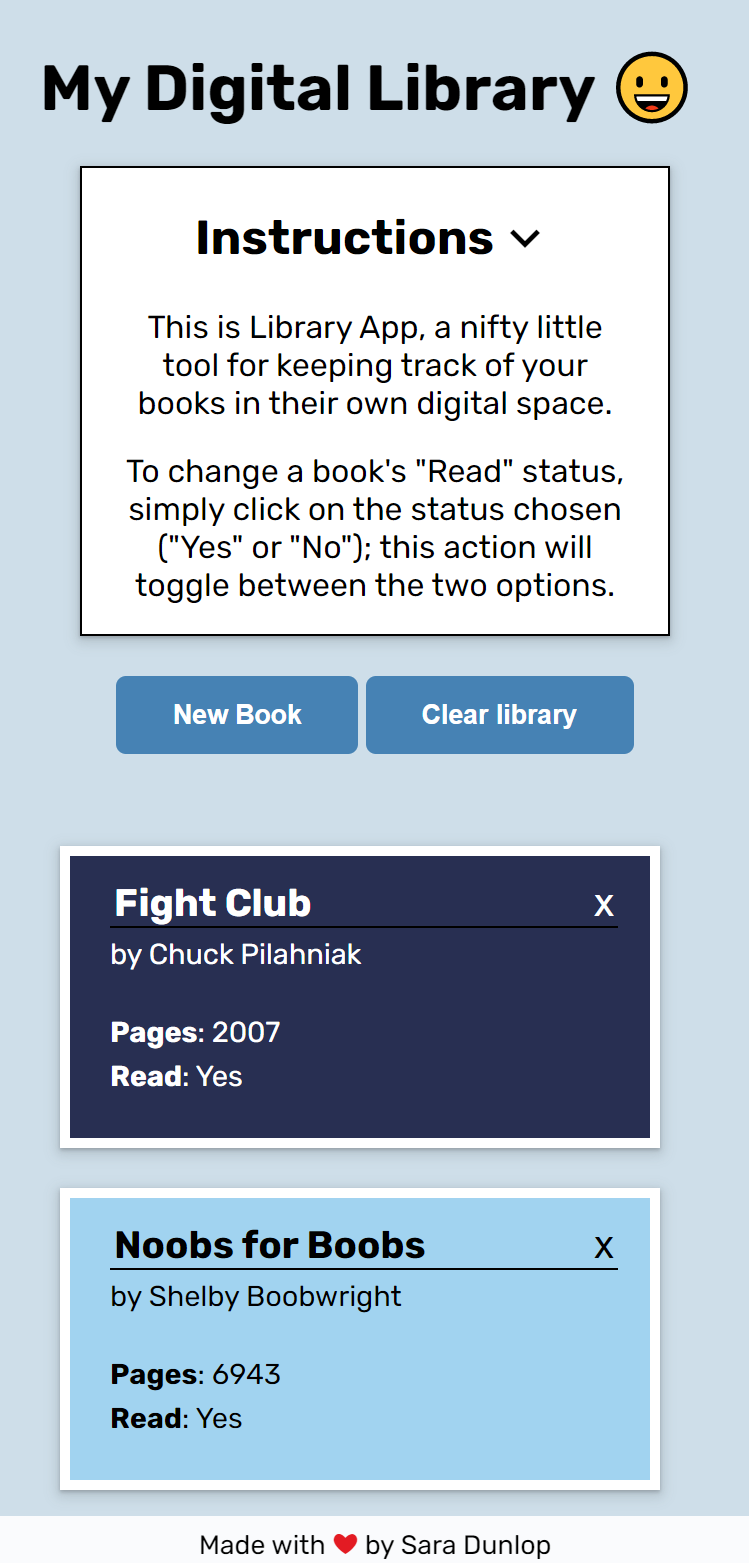 My Digital Library 😃
Instructions
This is Library App, a nifty little
tool for keeping track of your
books in their own digital space.
To change a book's "Read" status,
simply click on the status chosen
("Yes" or "No"); this action will
toggle between the two options.
New Book Clear library
Fight Club x
by Chuck Pilahniak
Pages: 2007
Read: Yes
Noobs for Boobs x
by Shelby Boobwright
Pages: 6943
Read: Yes
Made with ❤️ by Sara Dunlop